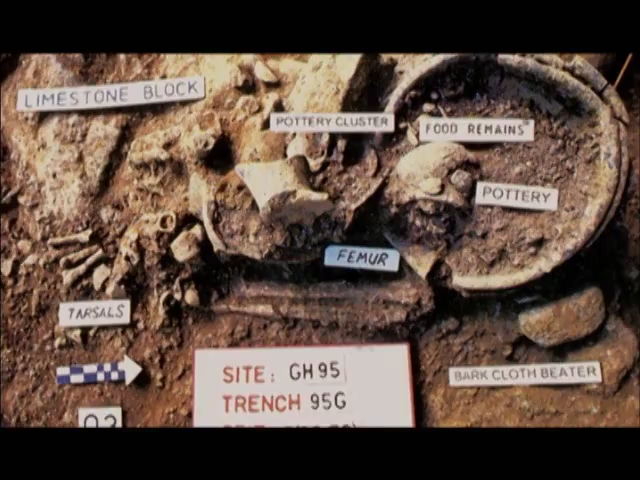 LIMESTONE BLOCK
POTTERY CLUSTER
FOOD REMAINS
POTTERY
FEMUR
TARSALS
BARK CLOTH BEATER
SITE: GH95
TRENCH 95G